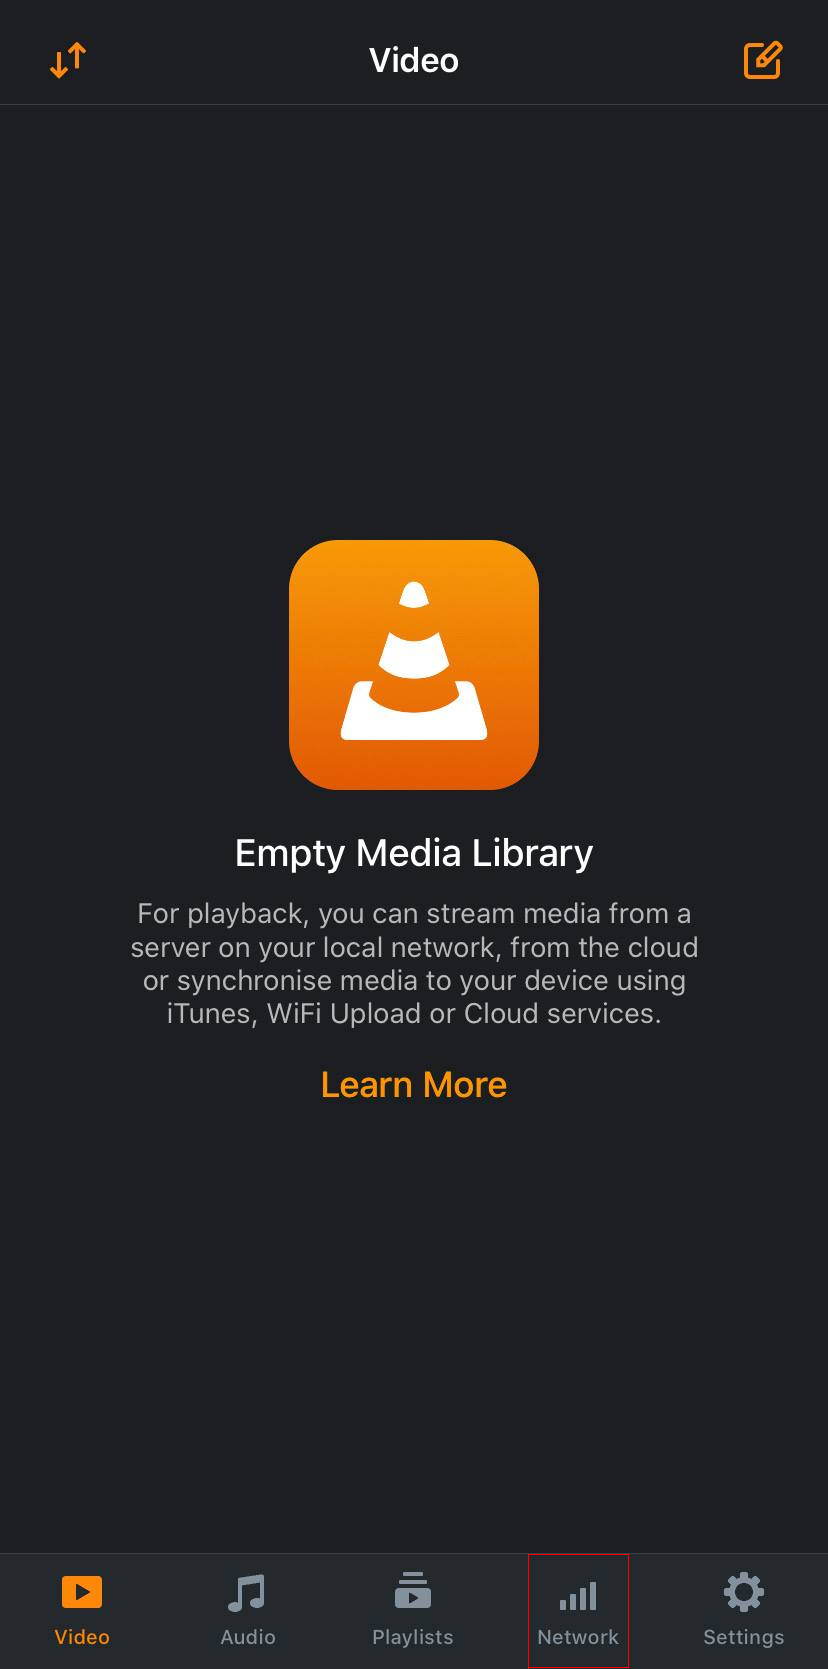 Video
Empty Media Library
For playback, you can stream media from a
server on your local network, from the cloud
or synchronise media to your device using
iTunes, WiFi Upload or Cloud services.
Learn More
Video
Audio
Playlists
Network
Settings